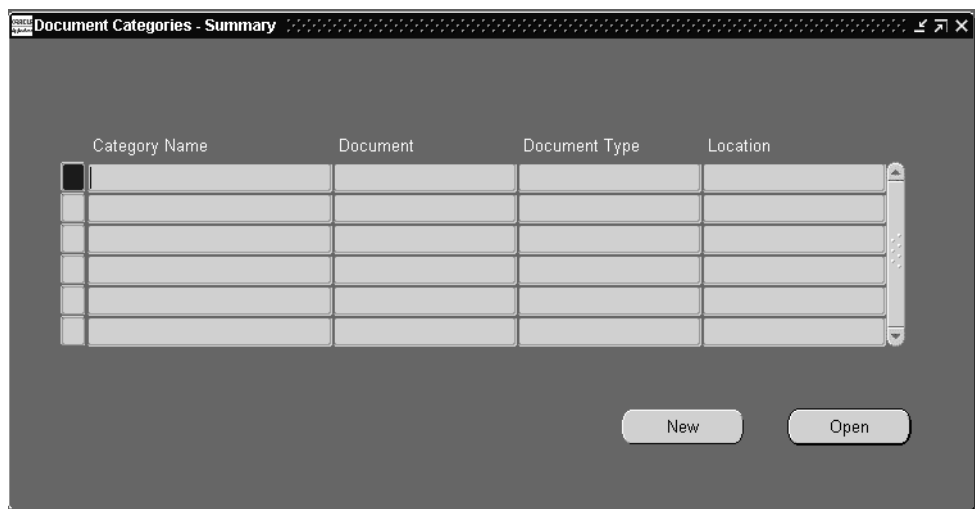 Document Categories - Summary
Category Name Document Document Type Location
New Open